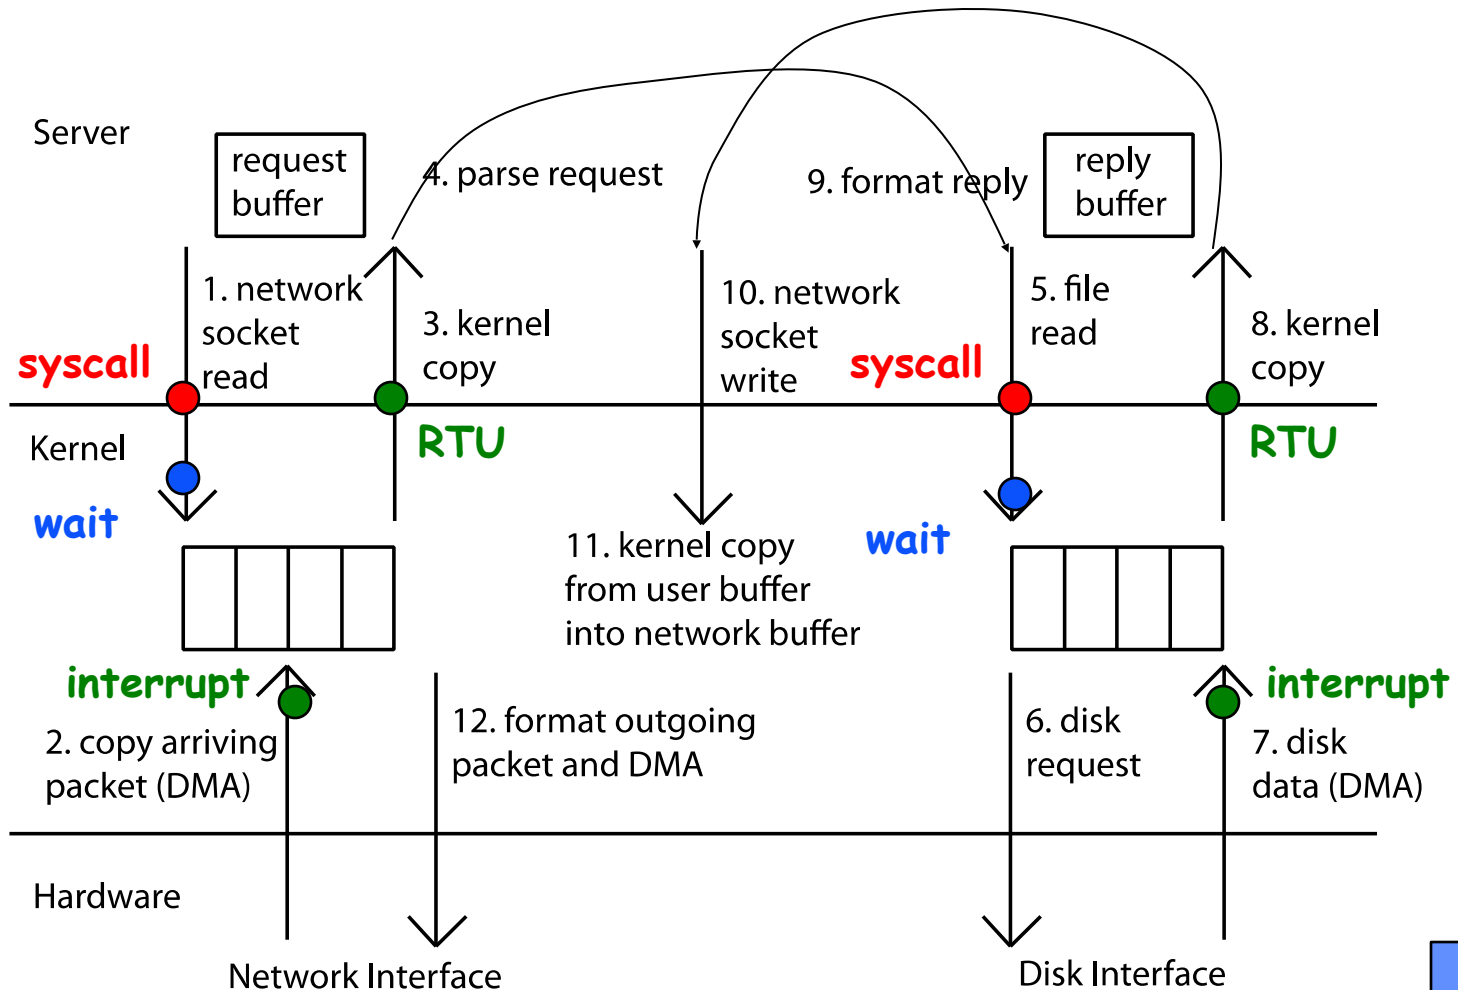 Server
request
buffer
4. parse request
9. format reply
reply
buffer
1. network
socket
read
3. kernel
copy
10. network
socket
write
5. file
read
8. kernel
copy
syscall
syscall
Kernel
RTU
RTU
wait
wait
11. kernel copy
from user buffer
into network buffer
interrupt
interrupt
2. copy arriving
packet (DMA)
12. format outgoing
packet and DMA
6. disk
request
7. disk
data (DMA)
Hardware
Network Interface
Disk Interface